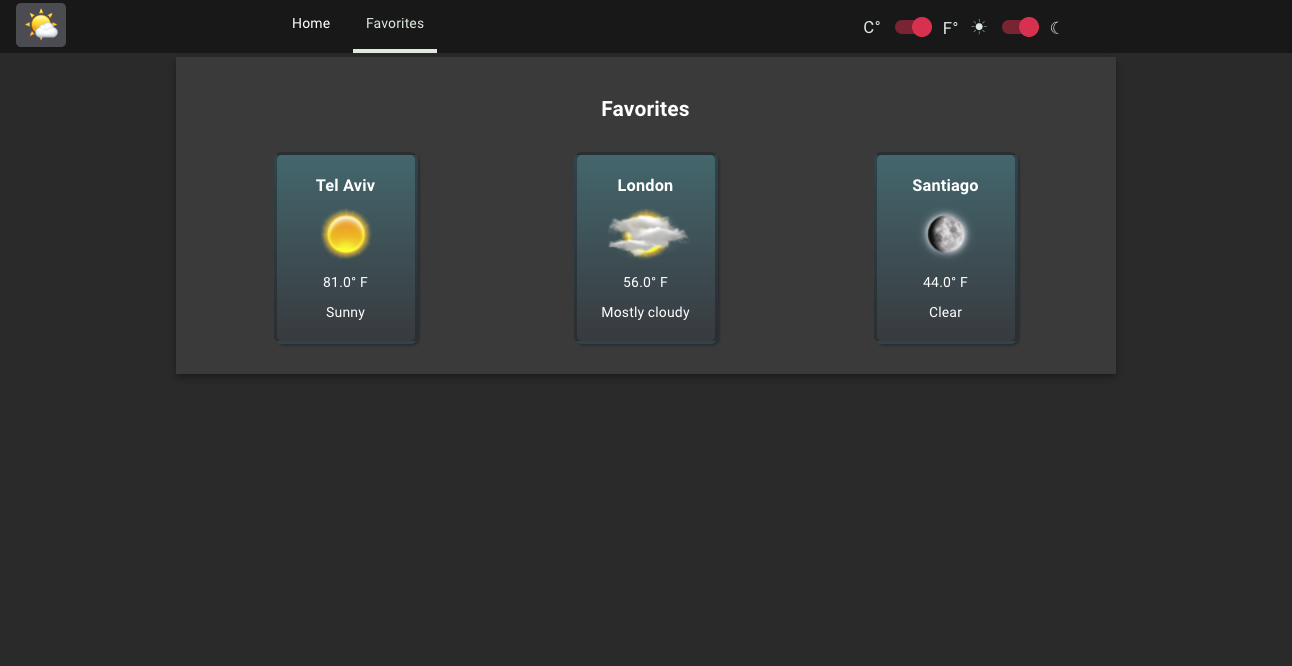 Home Favorites C° F°
Favorites
Tel Aviv
81.0° F
Sunny
London
56.0° F
Mostly cloudy
Santiago
44.0° F
Clear